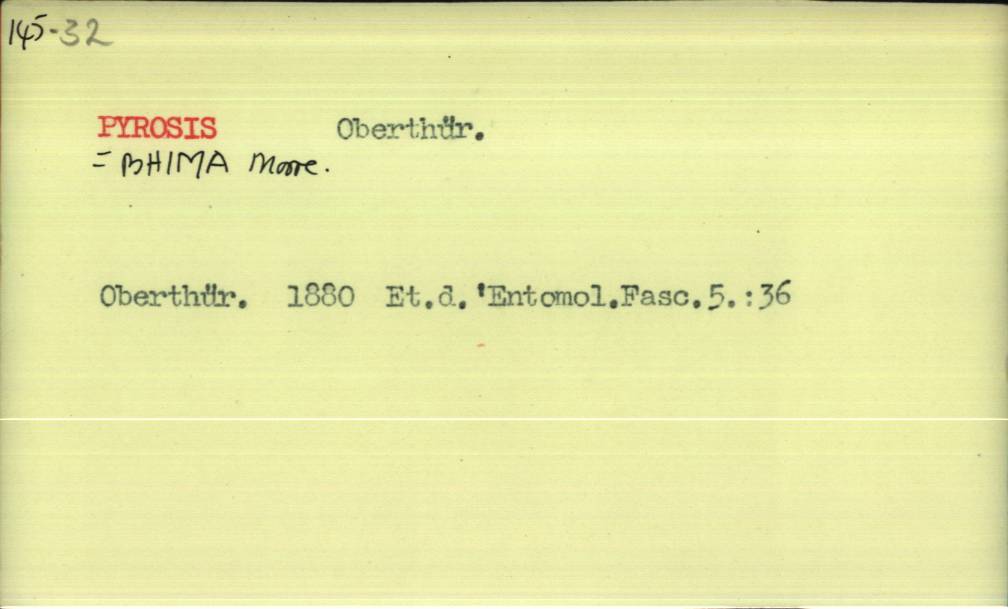 145-32
PYROSIS Oberthür.
= BHIMA Moore.
Oberthür. 1880 Et.d.'Entomol.Fasc.5.:36